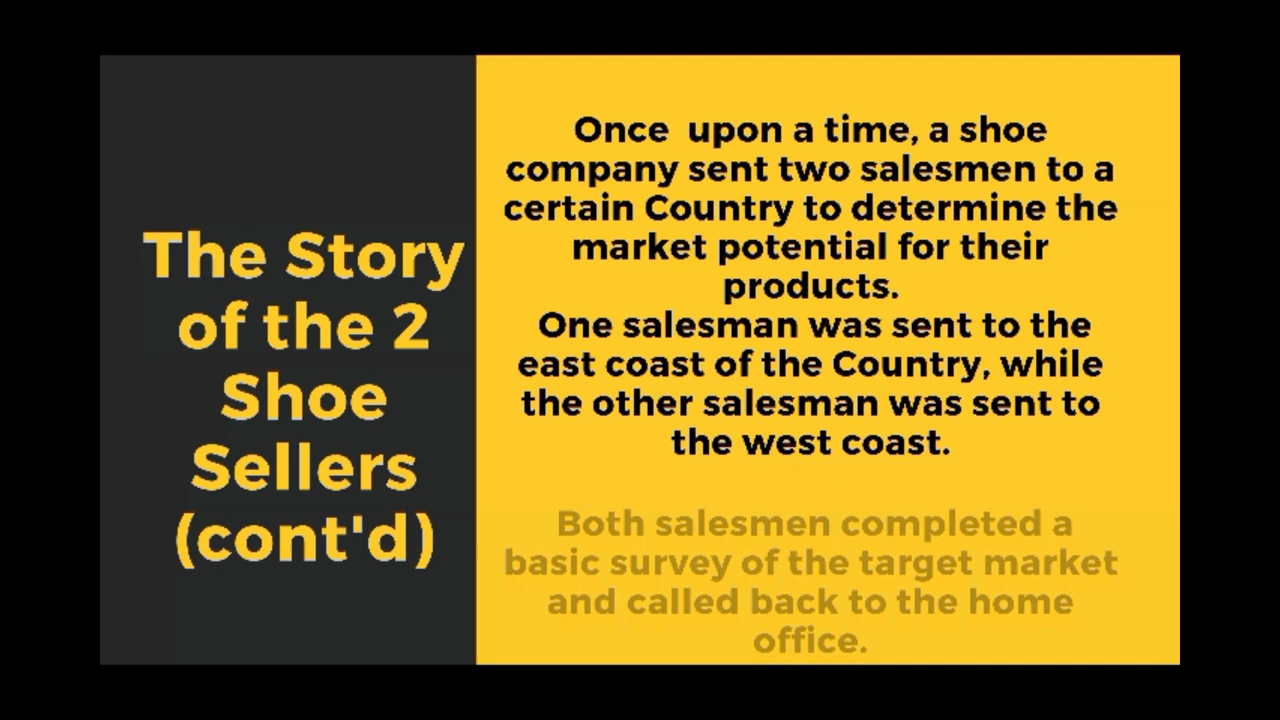 The Story
of the 2
Shoe
Sellers
(cont'd)
Once  upon a time, a shoe
company sent two salesmen to a
certain Country to determine the
market potential for their
products.
One salesman was sent to the
east coast of the Country, while
the other salesman was sent to
the west coast.
Both salesmen completed a
basic survey of the target market
and called back to the home
office.